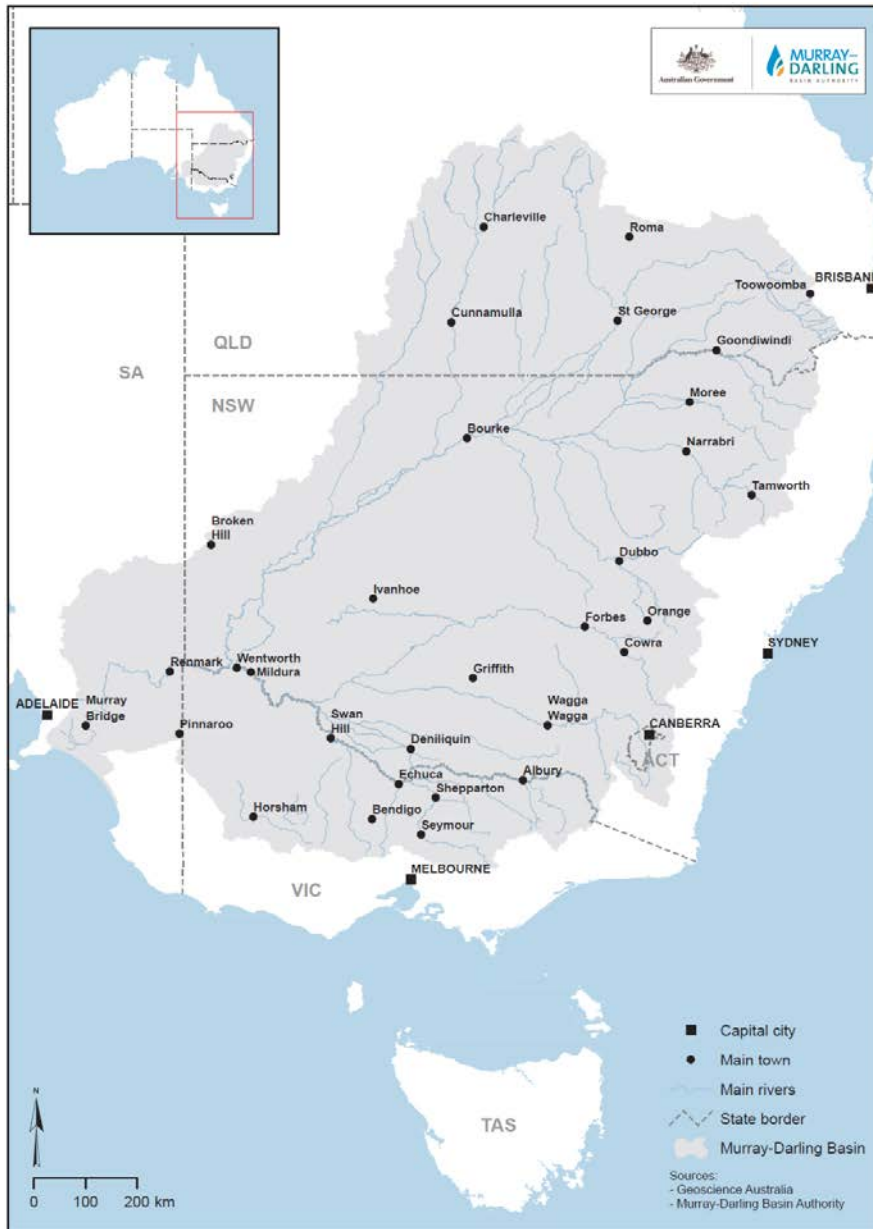 Australian Government
MURRAY–
DARLING
BASIN AUTHORITY
Charleville
Roma
BRISBANE
Toowoomba
Cunnamulla
St George
Goondiwindi
QLD
SA
NSW
Moree
Bourke
Narrabri
Tamworth
Broken
Hill
Dubbo
Ivanhoe
Forbes
Orange
Cowra
SYDNEY
Renmark
Wentworth
Mildura
Griffith
ADELAIDE
Murray
Bridge
Pinnaroo
Swan
Hill
Wagga
Wagga
CANBERRA
ACT
Deniliquin
Echuca
Albury
Shepparton
Horsham
Bendigo
Seymour
MELBOURNE
VIC
TAS
Capital city
Main town
Main rivers
State border
Murray-Darling Basin
Sources:
- Geoscience Australia
- Murray-Darling Basin Authority
N
0 100 200 km